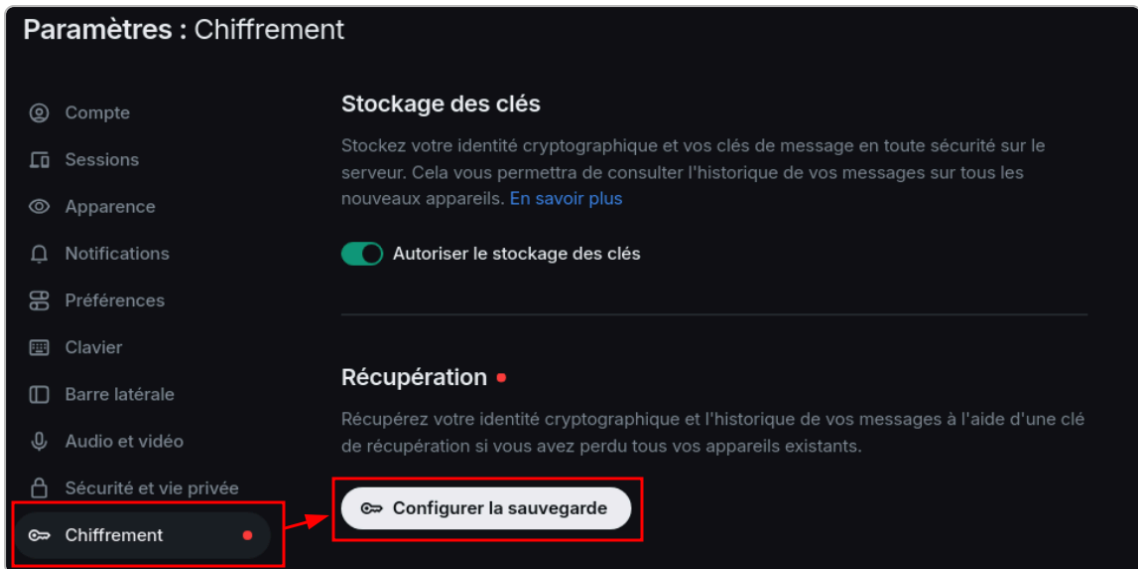 Paramètres : Chiffrement
Compte
Sessions
Apparence
Notifications
Préférences
Clavier
Barre latérale
Audio et vidéo
Sécurité et vie privée
Chiffrement
Stockage des clés
Stockez votre identité cryptographique et vos clés de message en toute sécurité sur le
serveur. Cela vous permettra de consulter l'historique de vos messages sur tous les
nouveaux appareils. En savoir plus
Autoriser le stockage des clés
Récupération
Récupérez votre identité cryptographique et l'historique de vos messages à l'aide d'une clé
de récupération si vous avez perdu tous vos appareils existants.
Configurer la sauvegarde